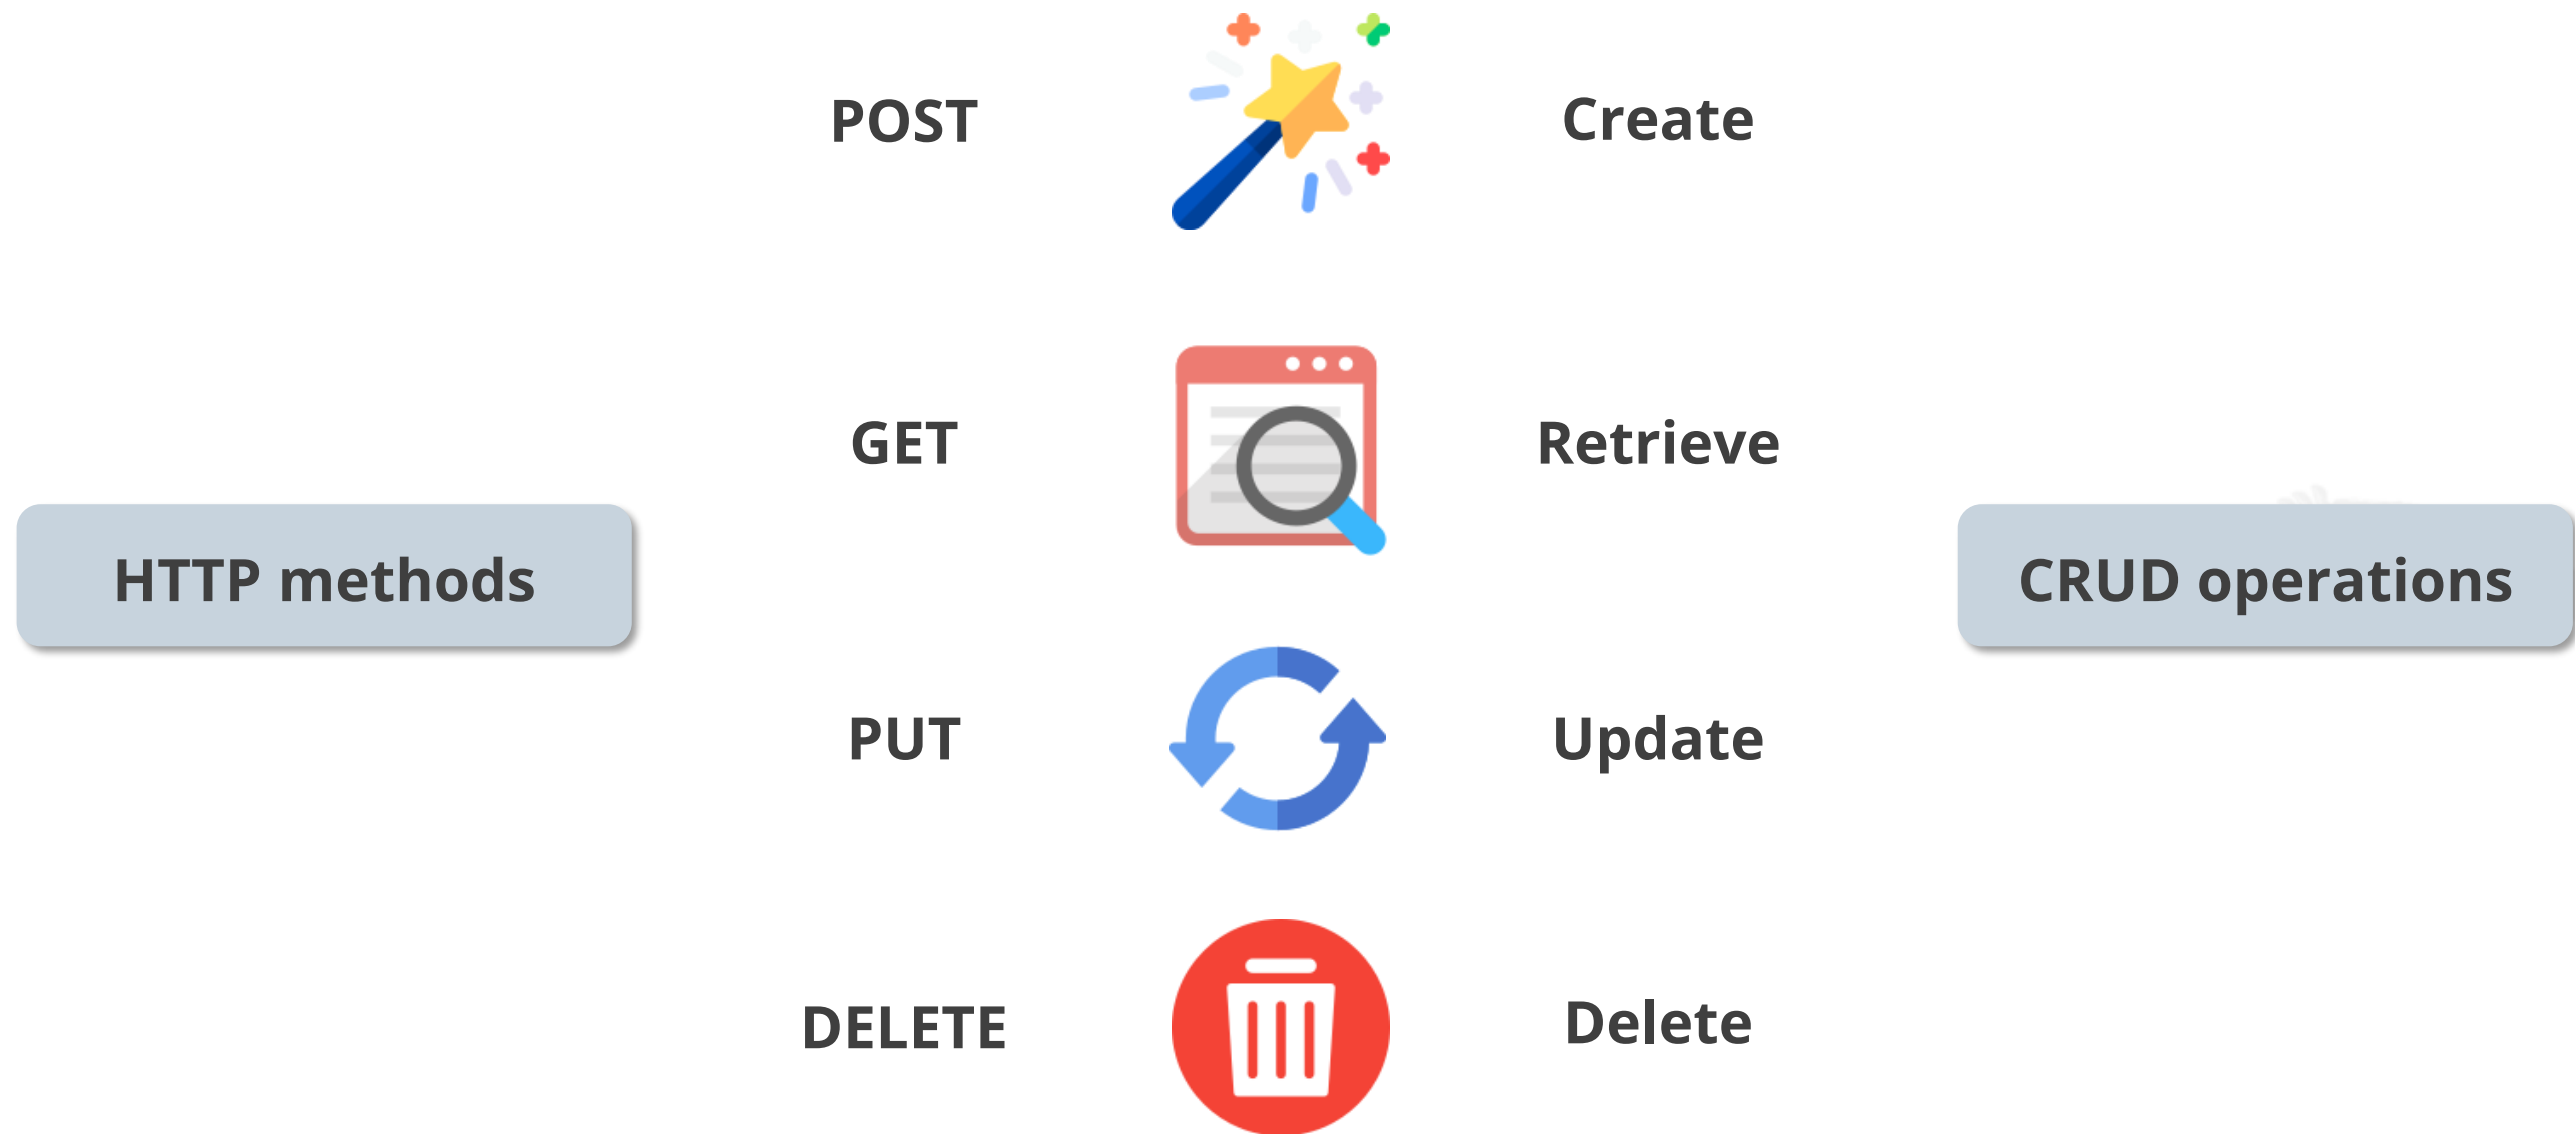 POST
Create
GET
Retrieve
HTTP methods
CRUD operations
PUT
Update
DELETE
Delete